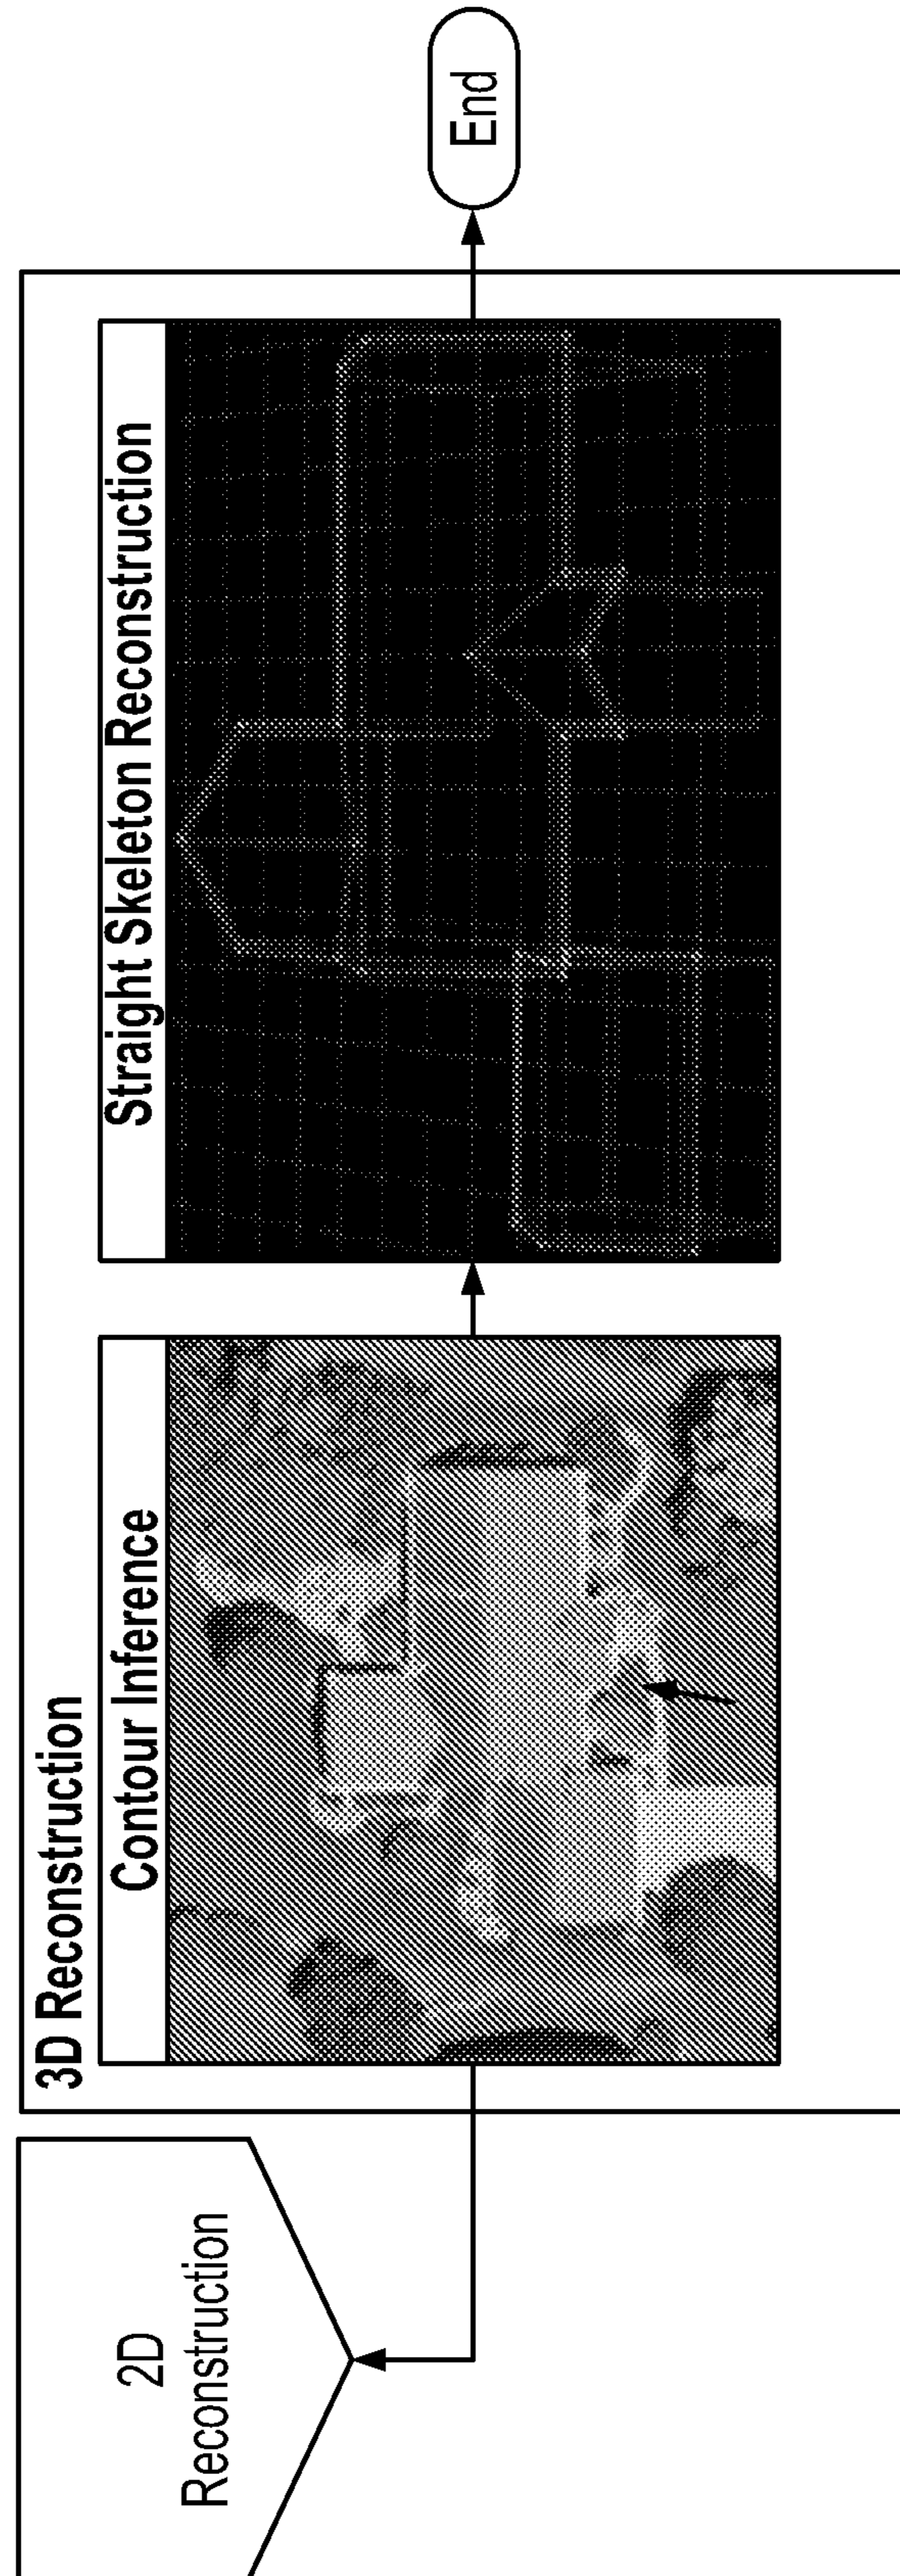 2D
Reconstruction
3D Reconstruction
Contour Inference
Straight Skeleton Reconstruction
End